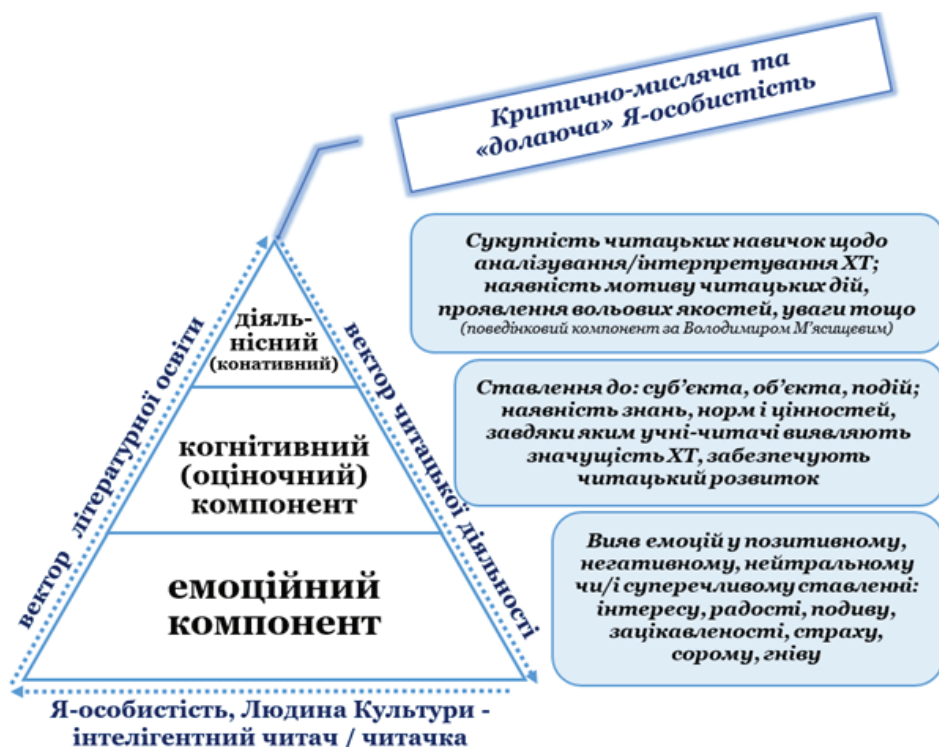 Критично-мисляча та
«долаюча» Я-особистість
Сукупність читацьких навичок щодо
аналізування/інтерпретування ХТ;
наявність мотиву читацьких дій,
проявлення вольових якостей, уваги тощо
(поведінковий компонент за Володимиром М’ясищевим)
діяль-
нісний
(конативний)
Ставлення до: суб’єкта, об’єкта, подій;
наявність знань, норм і цінностей,
завдяки яким учні-читачі виявляють
значущість ХТ, забезпечують
читацький розвиток
когнітивний
(оціночний)
компонент
Вияв емоцій у позитивному,
негативному, нейтральному
чи/і суперечливому ставленні:
інтересу, радості, подиву,
зацікавленості, страху,
сорому, гніву
емоційний
компонент
вектор літературної освіти
вектор читацької діяльності
Я-особистість, Людина Культури -
інтелігентний читач / читачка